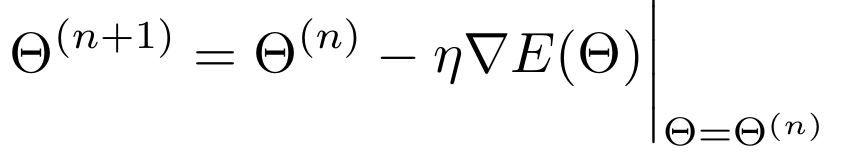 Θ^{(n+1)} = Θ^{(n)} − η∇E(Θ)|_{Θ=Θ^{(n)}}